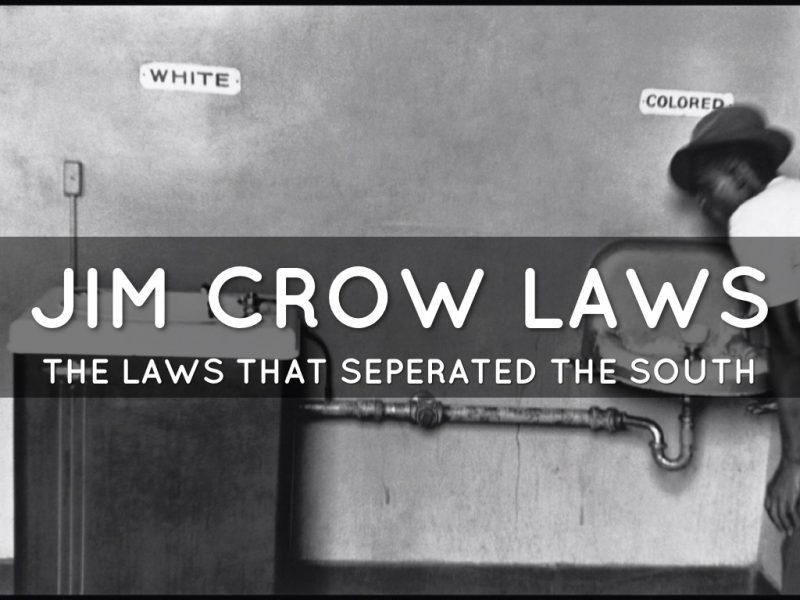 WHITE
COLORED
JIM CROW LAWS
THE LAWS THAT SEPERATED THE SOUTH